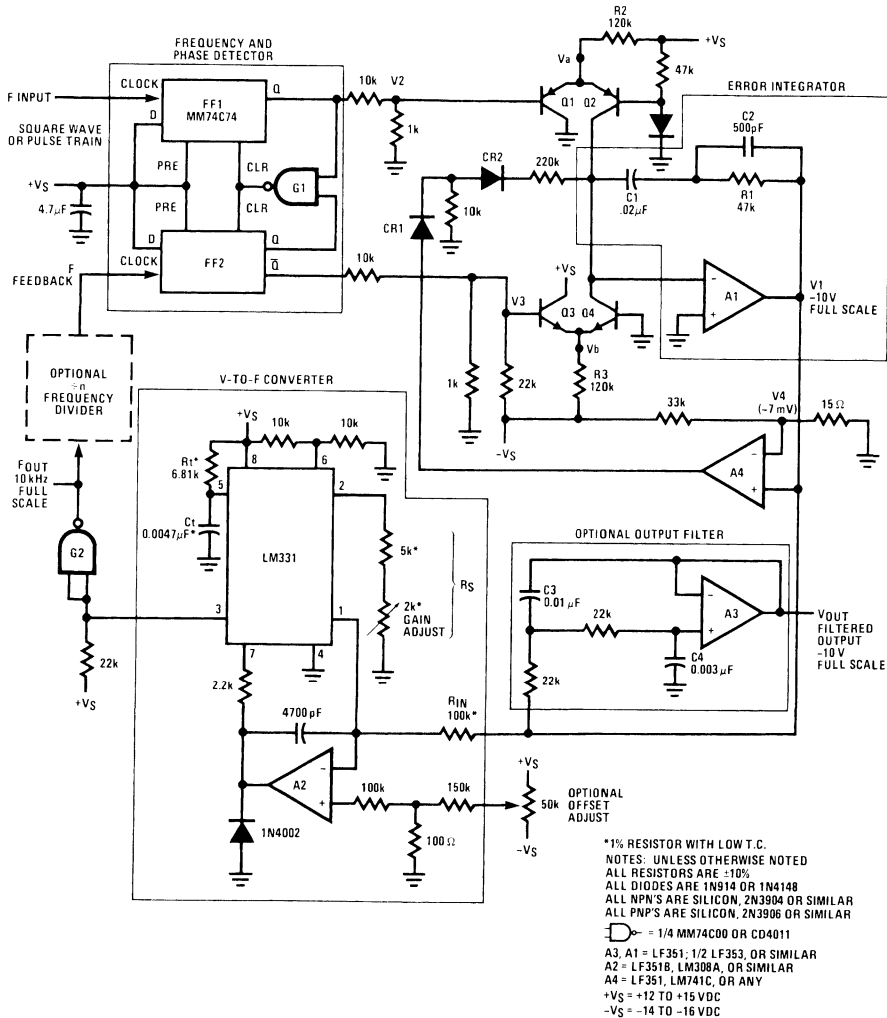 FREQUENCY AND
PHASE DETECTOR
F INPUT
SQUARE WAVE
OR PULSE TRAIN
CLOCK
FF1
MM74C74
Q
D
PRE
CLR
G1
+VS
4.7µF
PRE
CLR
D
Q
Q̅
CLOCK
FF2
F
FEEDBACK
10k
V2
1k
10k
CR1
CR2
10k
220k
R2
120k
Va
+VS
47k
Q1
Q2
ERROR INTEGRATOR
C2
500pF
C1
.02µF
R1
47k
A1
−
+
V1
−10V
FULL SCALE
+VS
V3
Q3
Q4
Vb
1k
22k
R3
120k
−VS
33k
V4
(−7 mV)
15Ω
A4
−
+
OPTIONAL
÷n
FREQUENCY
DIVIDER
FOUT
10 kHz
FULL
SCALE
G2
22k
+VS
V-TO-F CONVERTER
+VS
10k
10k
Rt*
6.81k
8
6
5
2
Ct
0.0047µF*
LM331
5k*
RS
2k*
GAIN
ADJUST
3
1
7
4
2.2k
4700 pF
RIN
100k*
A2
−
+
1N4002
100k
150k
100Ω
+VS
50k
−VS
OPTIONAL
OFFSET
ADJUST
OPTIONAL OUTPUT FILTER
C3
0.01 µF
22k
A3
−
+
C4
0.003 µF
22k
VOUT
FILTERED
OUTPUT
−10 V
FULL SCALE
*1% RESISTOR WITH LOW T.C.
NOTES: UNLESS OTHERWISE NOTED
ALL RESISTORS ARE ±10%
ALL DIODES ARE 1N914 OR 1N4148
ALL NPN'S ARE SILICON, 2N3904 OR SIMILAR
ALL PNP'S ARE SILICON, 2N3906 OR SIMILAR
= 1/4 MM74C00 OR CD4011
A3, A1 = LF351; 1/2 LF353, OR SIMILAR
A2 = LF351B, LM308A, OR SIMILAR
A4 = LF351, LM741C, OR ANY
+VS = +12 TO +15 VDC
−VS = −14 TO −16 VDC